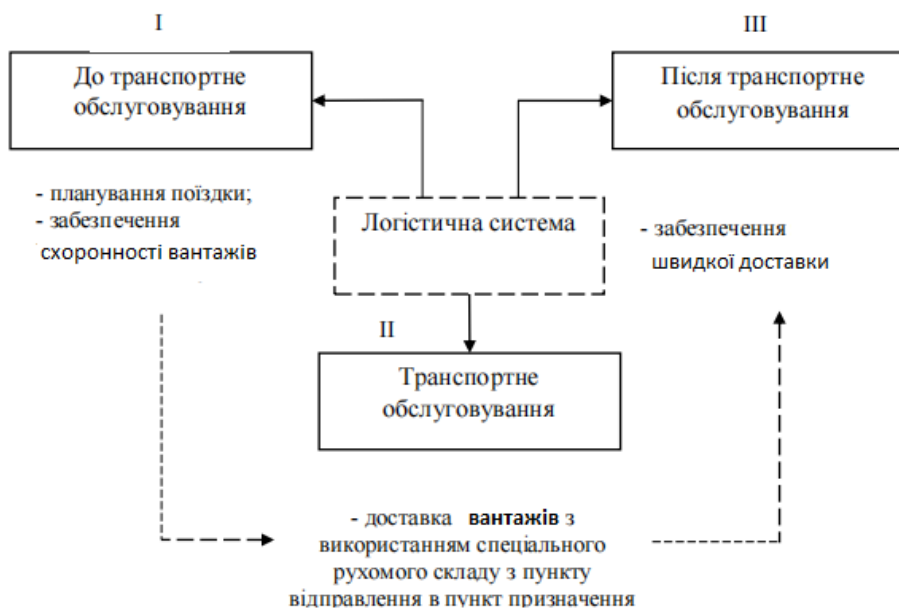 I
До транспортне
обслуговування
- планування поїздки;
- забезпечення
схоронності вантажів
III
Після транспортне
обслуговування
- забезпечення
швидкої доставки
Логістична система
II
Транспортне
обслуговування
- доставка вантажів з
використанням спеціального
рухомого складу з пункту
відправлення в пункт призначення